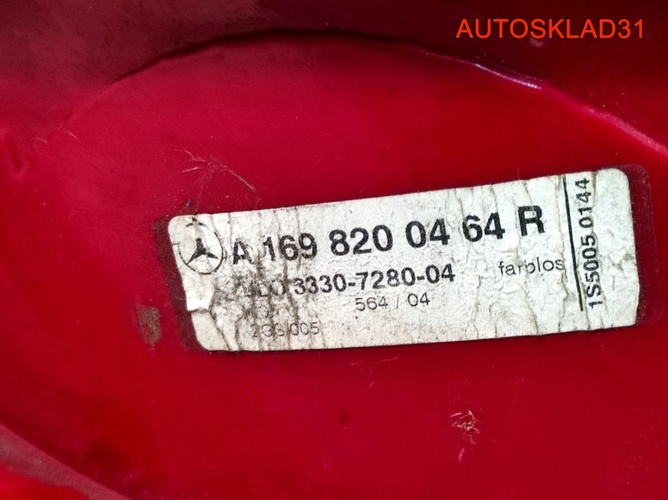 AUTOSKLAD31
A 169 820 04 64 R
3330-7280-04
farblos
564 / 04
1S5005 0144